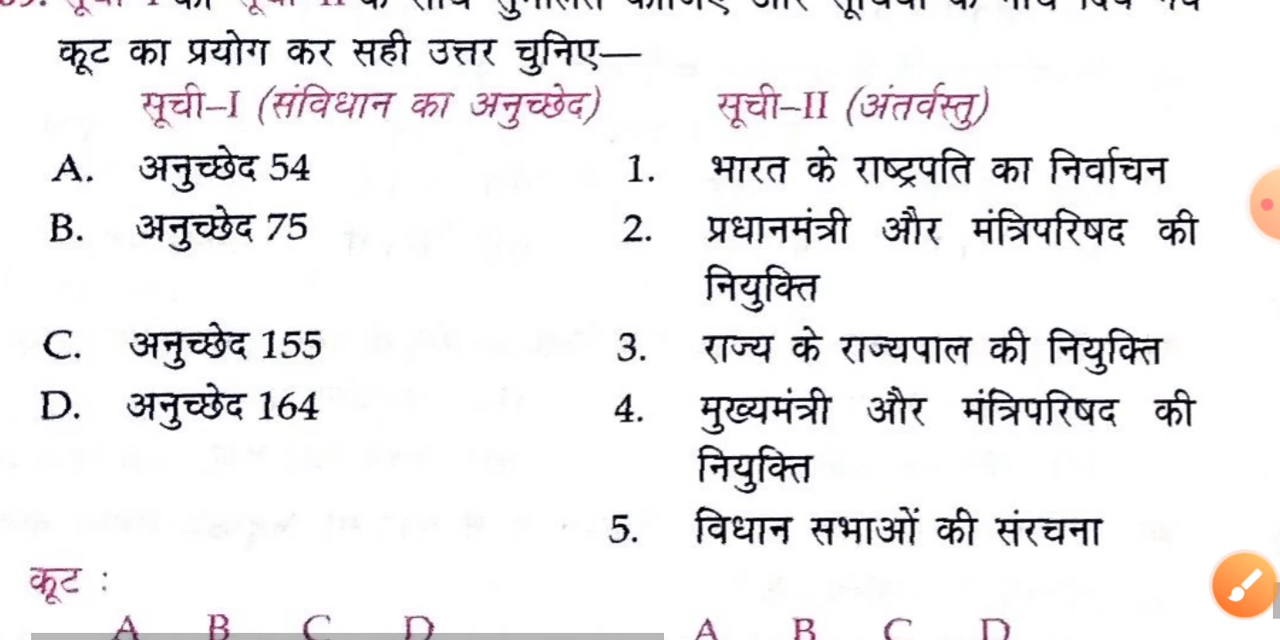 कूट का प्रयोग कर सही उत्तर चुनिए—
सूची–I (संविधान का अनुच्छेद) सूची–II (अंतर्वस्तु)
A. अनुच्छेद 54 1. भारत के राष्ट्रपति का निर्वाचन
B. अनुच्छेद 75 2. प्रधानमंत्री और मंत्रिपरिषद की
नियुक्ति
C. अनुच्छेद 155 3. राज्य के राज्यपाल की नियुक्ति
D. अनुच्छेद 164 4. मुख्यमंत्री और मंत्रिपरिषद की
नियुक्ति
5. विधान सभाओं की संरचना
कूट :
A B C D A B C D